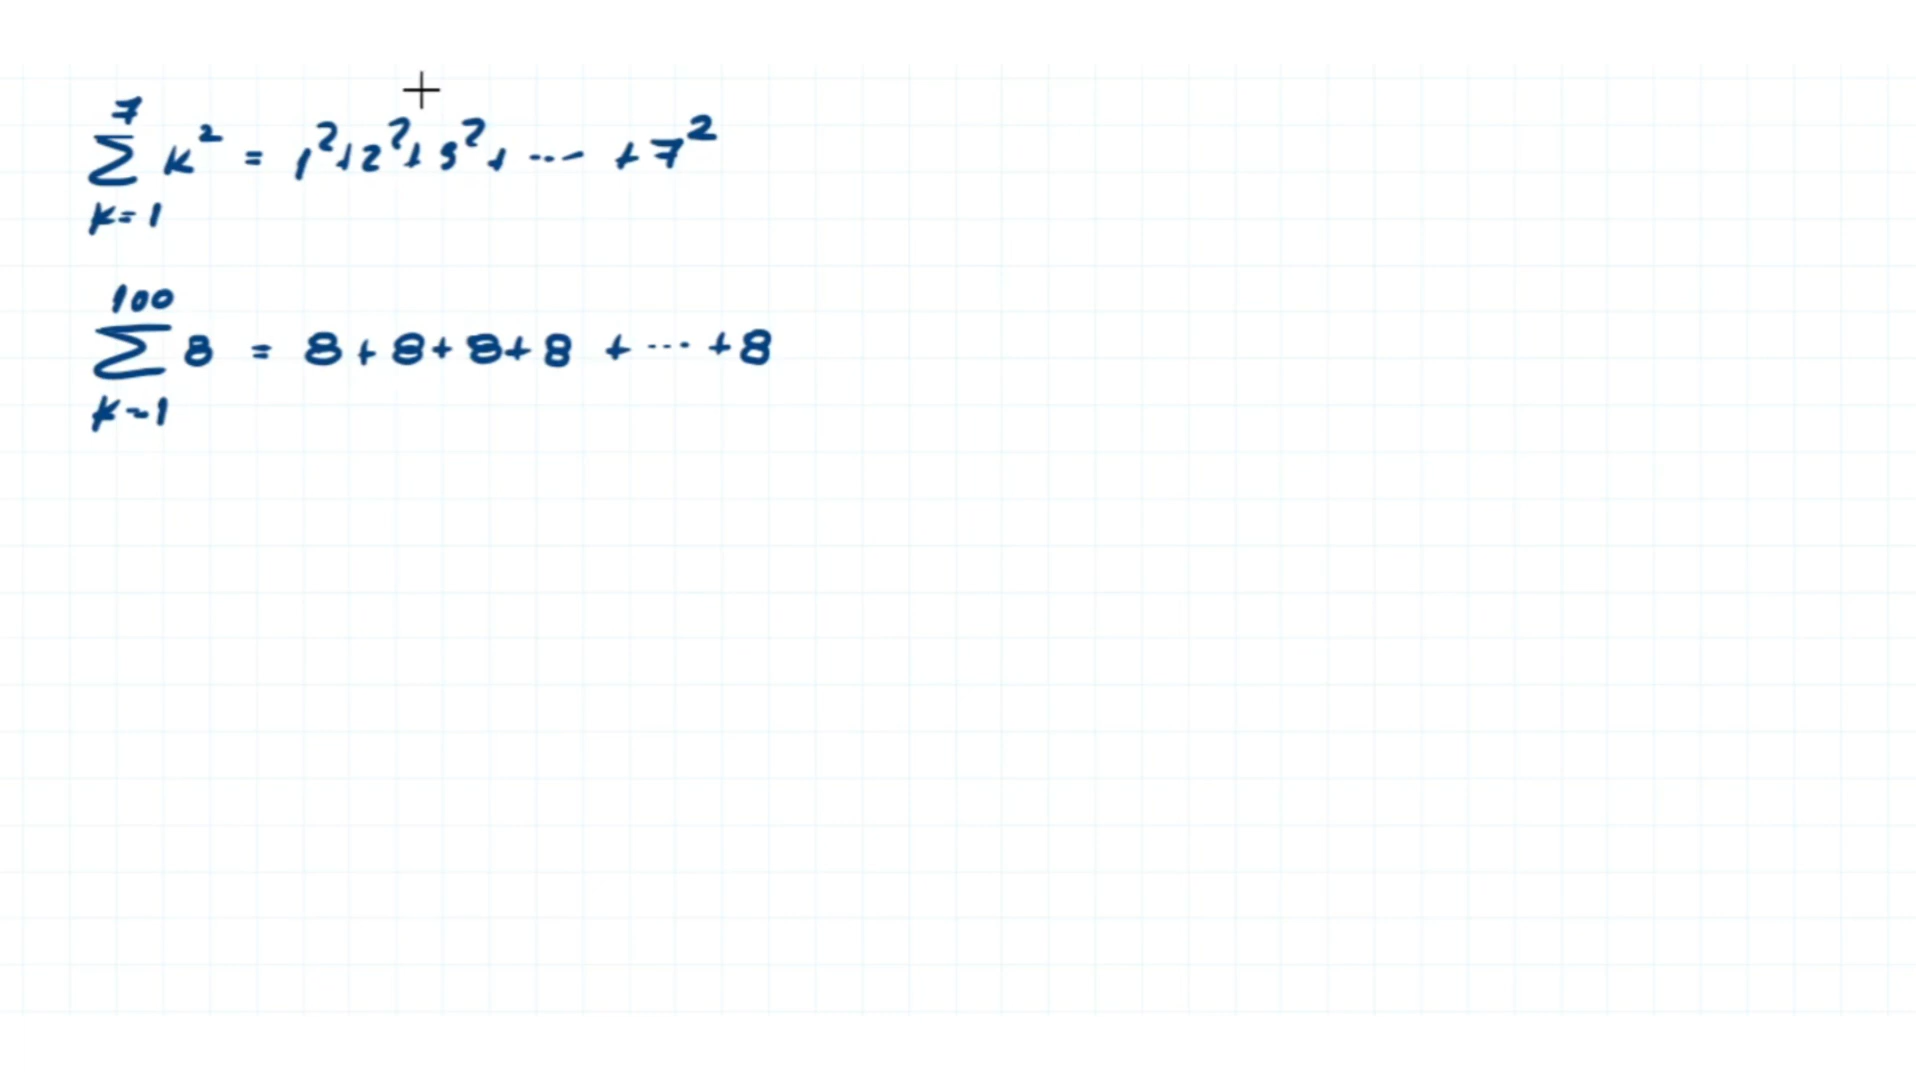 7
∑ k² = 1² + 2² + 3² + ... + 7²
k = 1
100
∑ 8 = 8 + 8 + 8 + 8 + ... + 8
k = 1